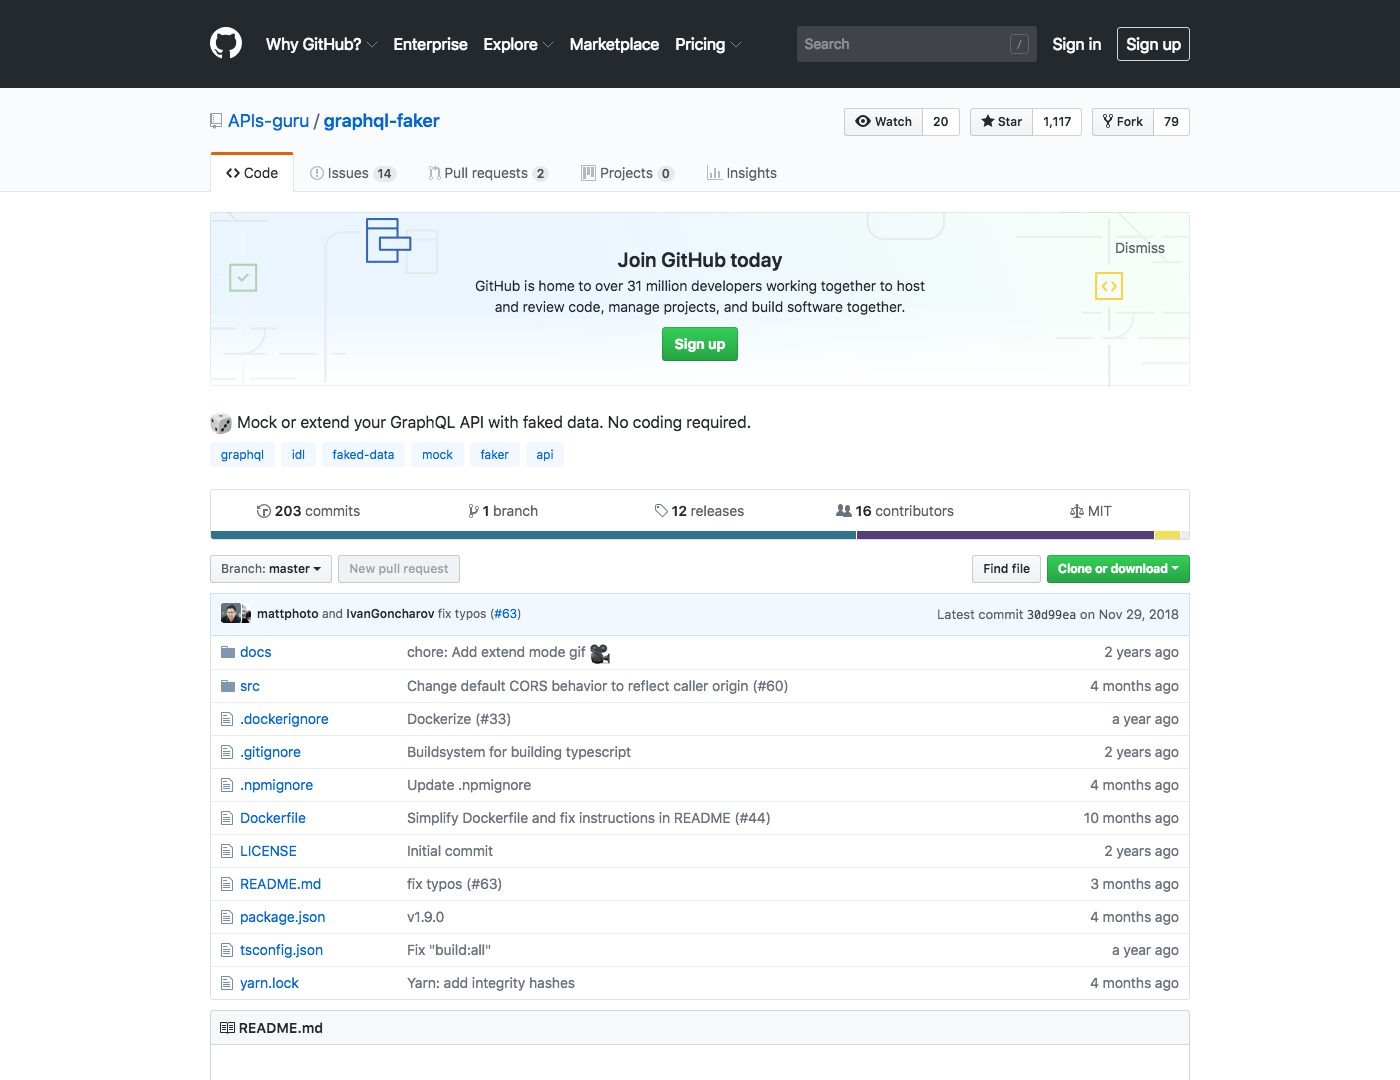 Why GitHub? Enterprise Explore Marketplace Pricing Search / Sign in Sign up
APIs-guru / graphql-faker Watch 20 Star 1,117 Fork 79
Code Issues 14 Pull requests 2 Projects 0 Insights
Dismiss
Join GitHub today
GitHub is home to over 31 million developers working together to host
and review code, manage projects, and build software together.
Sign up
Mock or extend your GraphQL API with faked data. No coding required.
graphql idl faked-data mock faker api
203 commits 1 branch 12 releases 16 contributors MIT
Branch: master New pull request Find file Clone or download
mattphoto and IvanGoncharov fix typos (#63) Latest commit 30d99ea on Nov 29, 2018
docs chore: Add extend mode gif 2 years ago
src Change default CORS behavior to reflect caller origin (#60) 4 months ago
.dockerignore Dockerize (#33) a year ago
.gitignore Buildsystem for building typescript 2 years ago
.npmignore Update .npmignore 4 months ago
Dockerfile Simplify Dockerfile and fix instructions in README (#44) 10 months ago
LICENSE Initial commit 2 years ago
README.md fix typos (#63) 3 months ago
package.json v1.9.0 4 months ago
tsconfig.json Fix "build:all" a year ago
yarn.lock Yarn: add integrity hashes 4 months ago
README.md